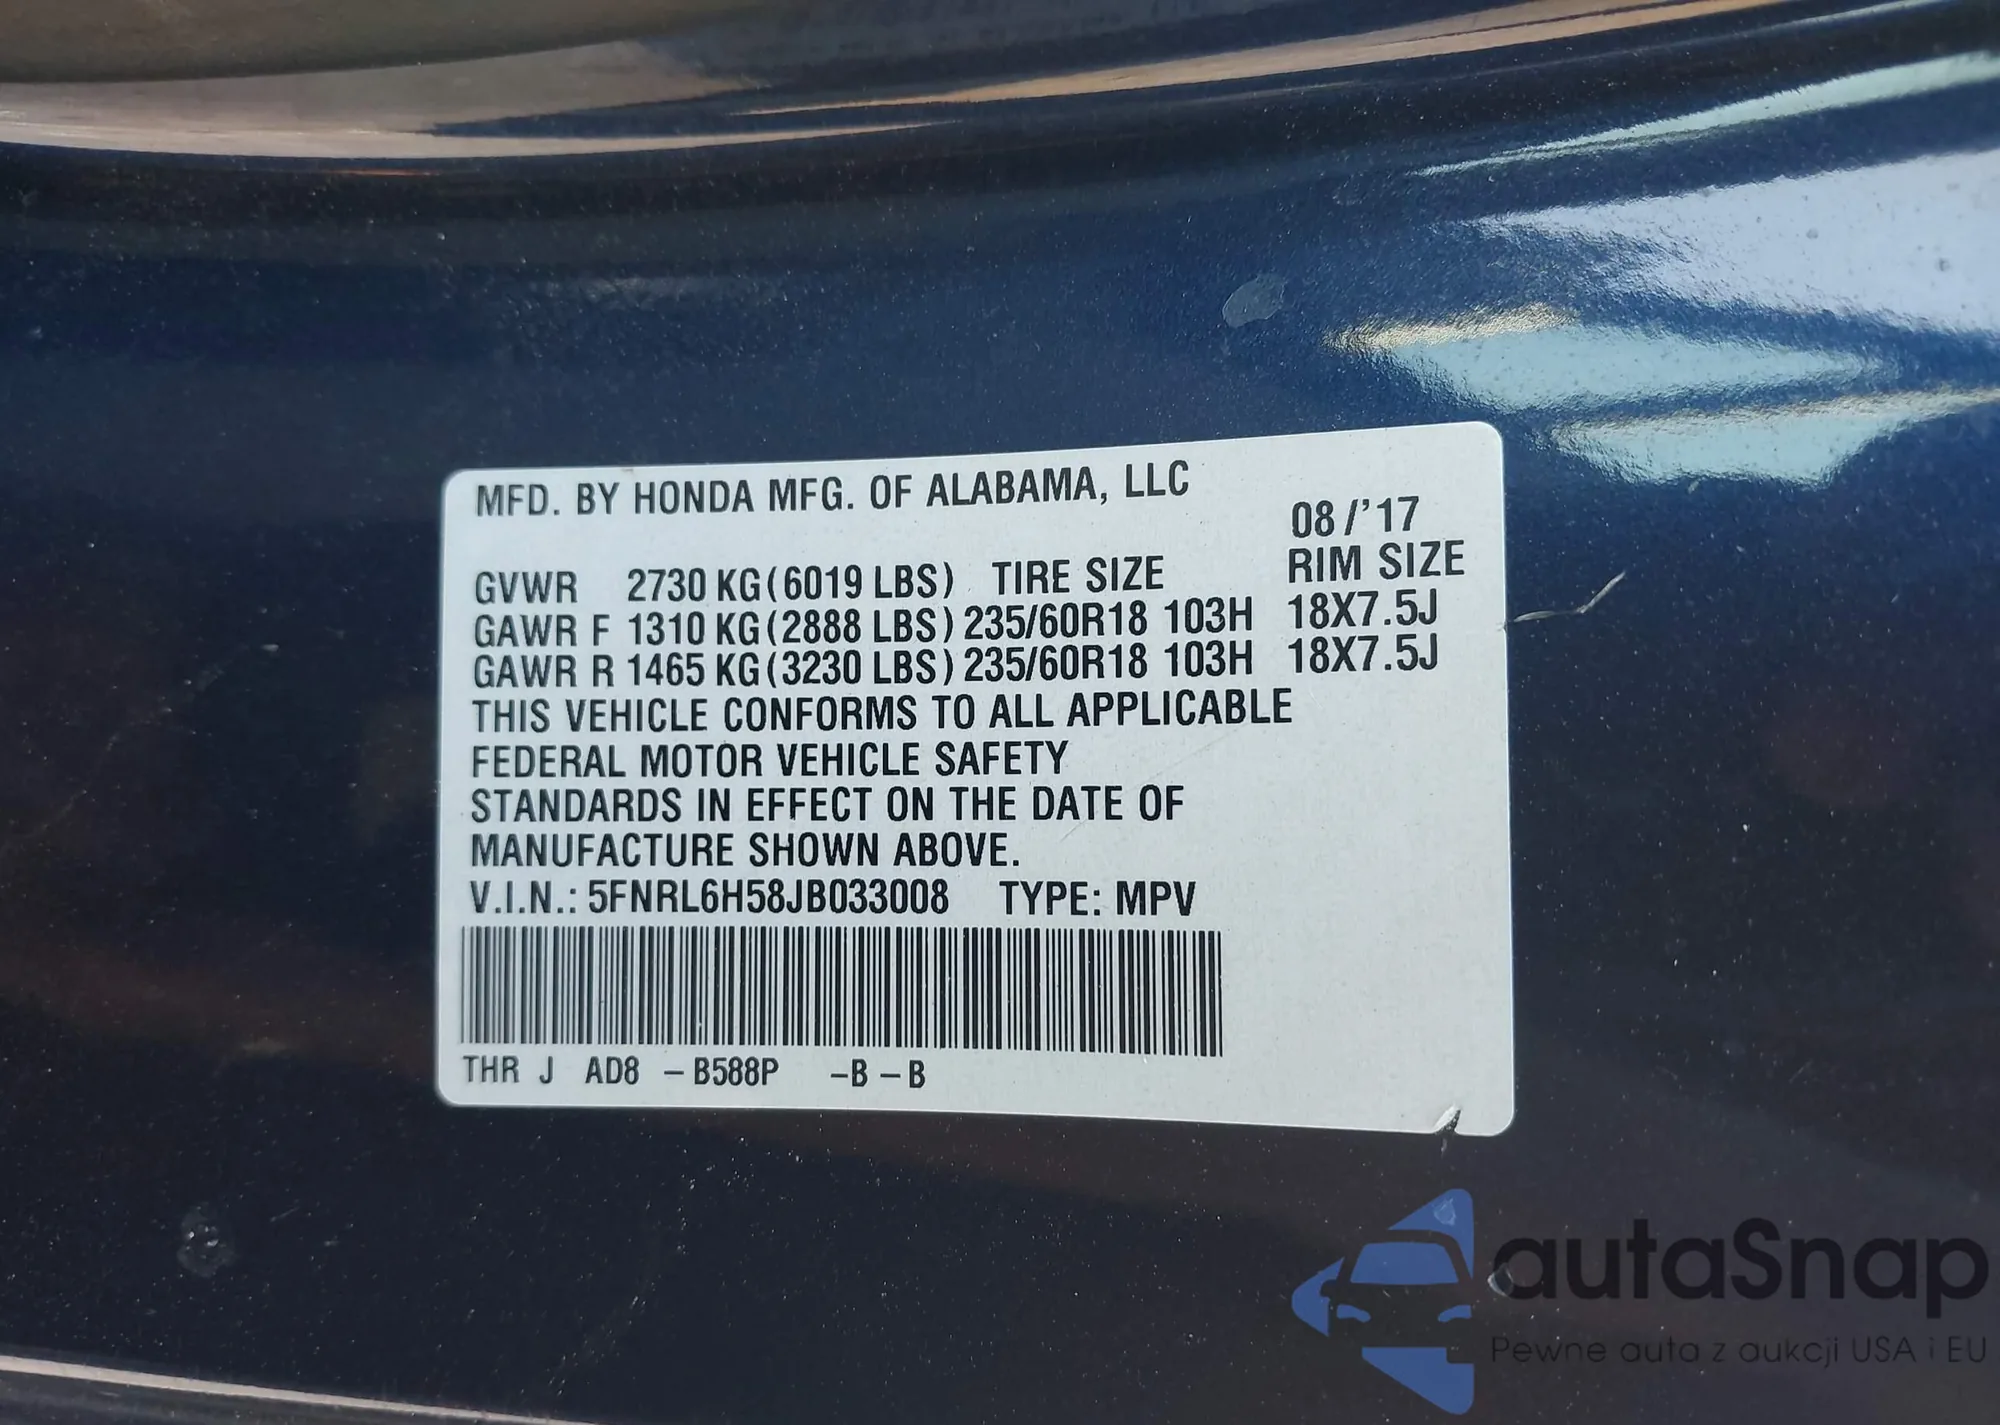 MFD. BY HONDA MFG. OF ALABAMA, LLC
08/'17
GVWR 2730 KG (6019 LBS) TIRE SIZE RIM SIZE
GAWR F 1310 KG (2888 LBS) 235/60R18 103H 18X7.5J
GAWR R 1465 KG (3230 LBS) 235/60R18 103H 18X7.5J
THIS VEHICLE CONFORMS TO ALL APPLICABLE
FEDERAL MOTOR VEHICLE SAFETY
STANDARDS IN EFFECT ON THE DATE OF
MANUFACTURE SHOWN ABOVE.
V.I.N.: 5FNRL6H58JB033008 TYPE: MPV
THR J AD8 – B588P –B – B
autaSnap
Pewne auta z aukcji USA i EU